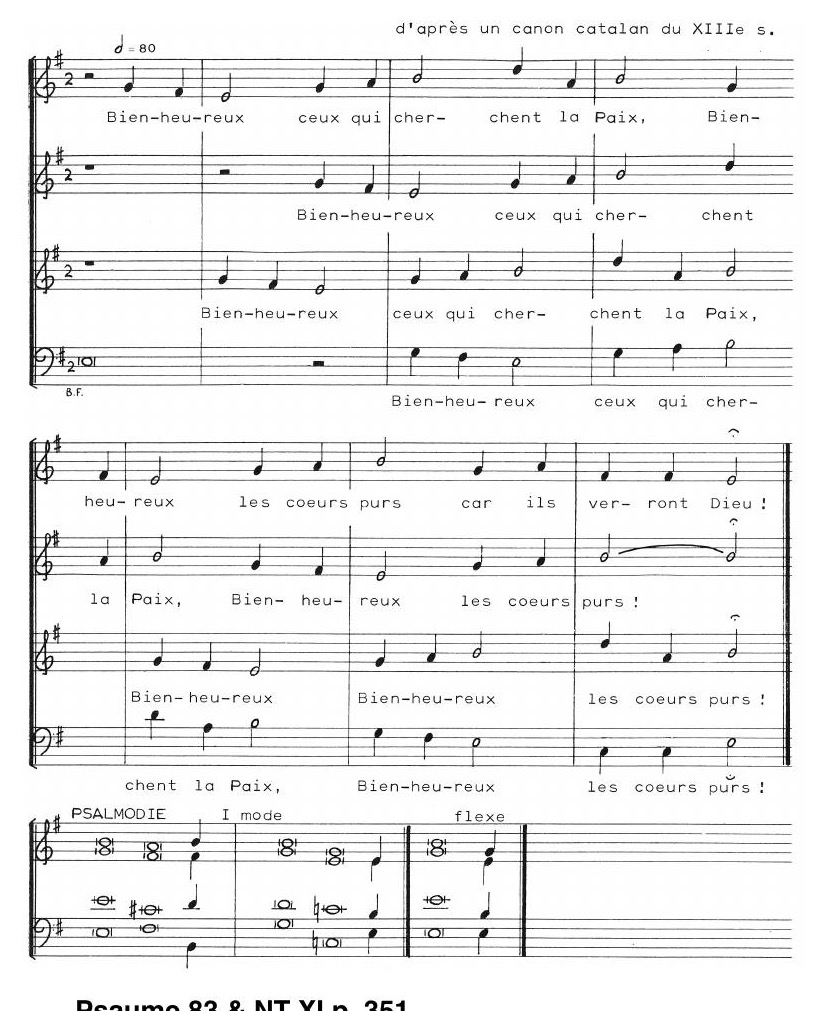 d'après un canon catalan du XIIIe s.
= 80
Bien-heu-reux ceux qui cher- chent la Paix, Bien-
Bien-heu-reux ceux qui cher- chent
Bien-heu-reux ceux qui cher- chent la Paix,
B.F.
Bien-heu- reux ceux qui cher-
heu- reux les coeurs purs car ils ver- ront Dieu !
la Paix, Bien- heu- reux les coeurs purs !
Bien- heu-reux Bien-heu-reux les coeurs purs !
chent la Paix, Bien-heu-reux les coeurs purs !
PSALMODIE I mode flexe
Psaume 83 & NT XI p. 351